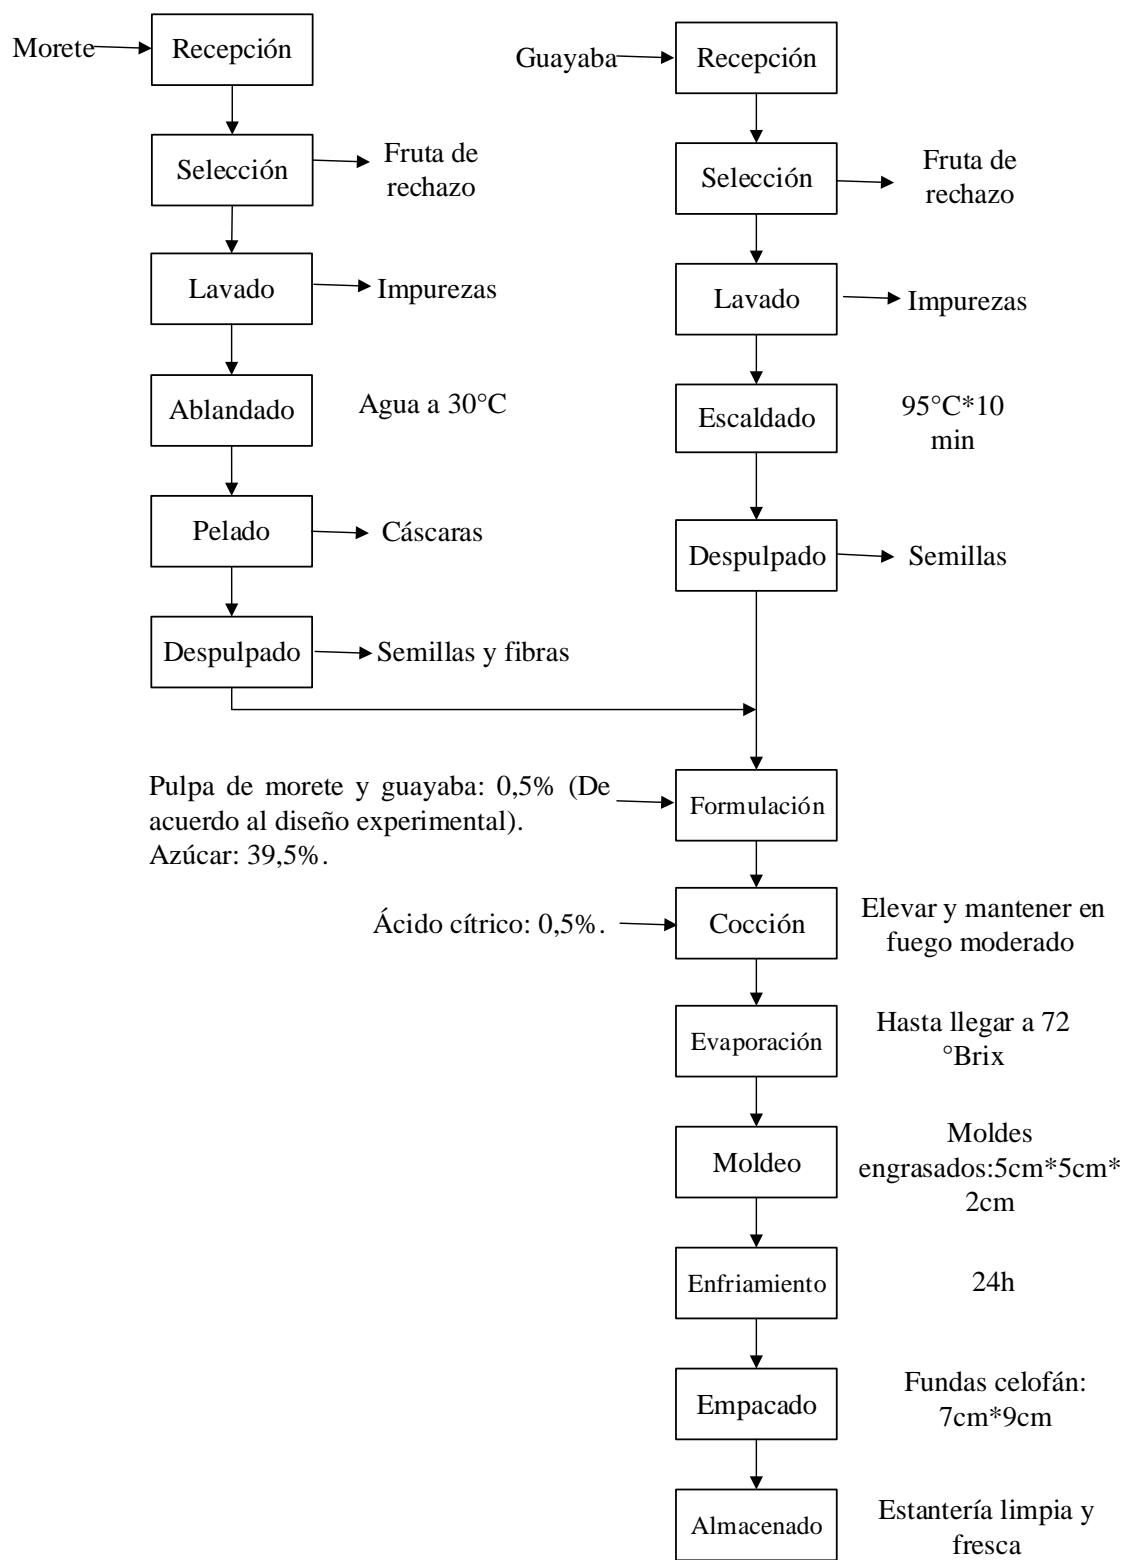 Morete
Recepción
Selección
Fruta de
rechazo
Lavado
Impurezas
Ablandado
Agua a 30°C
Pelado
Cáscaras
Despulpado
Semillas y fibras
Guayaba
Recepción
Selección
Fruta de
rechazo
Lavado
Impurezas
Escaldado
95°C*10
min
Despulpado
Semillas
Pulpa de morete y guayaba: 0,5% (De
acuerdo al diseño experimental).
Azúcar: 39,5%.
Formulación
Ácido cítrico: 0,5%.
Cocción
Elevar y mantener en
fuego moderado
Evaporación
Hasta llegar a 72
°Brix
Moldeo
Moldes
engrasados:5cm*5cm*
2cm
Enfriamiento
24h
Empacado
Fundas celofán:
7cm*9cm
Almacenado
Estantería limpia y
fresca